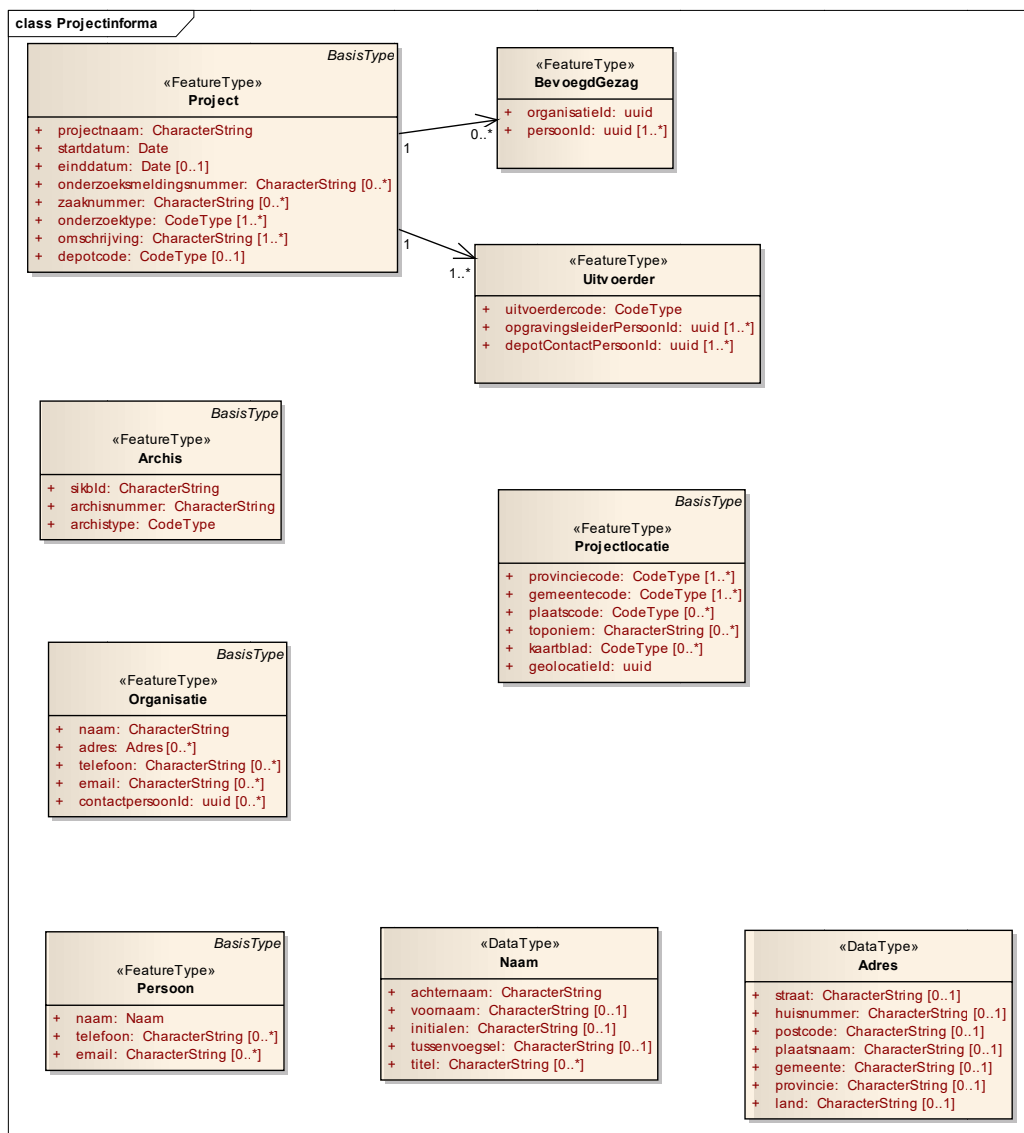 class Projectinforma
BasisType
«FeatureType»
Project
+ projectnaam: CharacterString
+ startdatum: Date
+ einddatum: Date [0..1]
+ onderzoeksmeldingsnummer: CharacterString [0..*]
+ zaaknummer: CharacterString [0..*]
+ onderzoektype: CodeType [1..*]
+ omschrijving: CharacterString [1..*]
+ depotcode: CodeType [0..1]
«FeatureType»
BevoegdGezag
+ organisatieId: uuid
+ persoonId: uuid [1..*]
1
0..*
1
1..*
«FeatureType»
Uitvoerder
+ uitvoerdercode: CodeType
+ opgravingsleiderPersoonId: uuid [1..*]
+ depotContactPersoonId: uuid [1..*]
BasisType
«FeatureType»
Archis
+ sikbId: CharacterString
+ archisnummer: CharacterString
+ archistype: CodeType
BasisType
«FeatureType»
Projectlocatie
+ provinciecode: CodeType [1..*]
+ gemeentecode: CodeType [1..*]
+ plaatscode: CodeType [0..*]
+ toponiem: CharacterString [0..*]
+ kaartblad: CodeType [0..*]
+ geolocatieId: uuid
BasisType
«FeatureType»
Organisatie
+ naam: CharacterString
+ adres: Adres [0..*]
+ telefoon: CharacterString [0..*]
+ email: CharacterString [0..*]
+ contactpersoonId: uuid [0..*]
BasisType
«FeatureType»
Persoon
+ naam: Naam
+ telefoon: CharacterString [0..*]
+ email: CharacterString [0..*]
«DataType»
Naam
+ achternaam: CharacterString
+ voornaam: CharacterString [0..1]
+ initialen: CharacterString [0..1]
+ tussenvoegsel: CharacterString [0..1]
+ titel: CharacterString [0..*]
«DataType»
Adres
+ straat: CharacterString [0..1]
+ huisnummer: CharacterString [0..1]
+ postcode: CharacterString [0..1]
+ plaatsnaam: CharacterString [0..1]
+ gemeente: CharacterString [0..1]
+ provincie: CharacterString [0..1]
+ land: CharacterString [0..1]